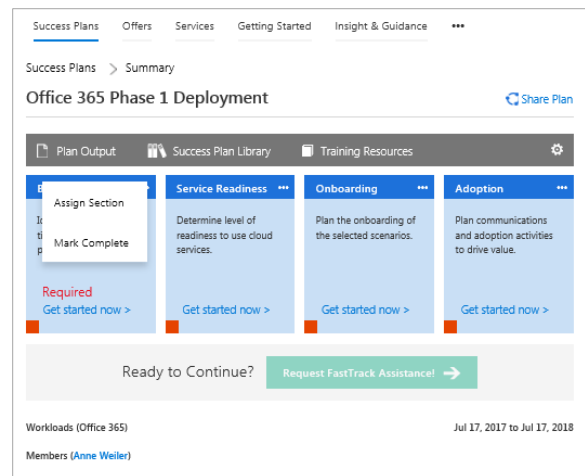 Success Plans Offers Services Getting Started Insight & Guidance •••
Success Plans > Summary
Office 365 Phase 1 Deployment
Share Plan
Plan Output Success Plan Library Training Resources
Assign Section
Mark Complete
Required
Get started now >
Service Readiness •••
Determine level of
readiness to use cloud
services.
Get started now >
Onboarding •••
Plan the onboarding of
the selected scenarios.
Get started now >
Adoption •••
Plan communications
and adoption activities
to drive value.
Get started now >
Ready to Continue? Request FastTrack Assistance!
Workloads (Office 365) Jul 17, 2017 to Jul 17, 2018
Members (Anne Weiler)